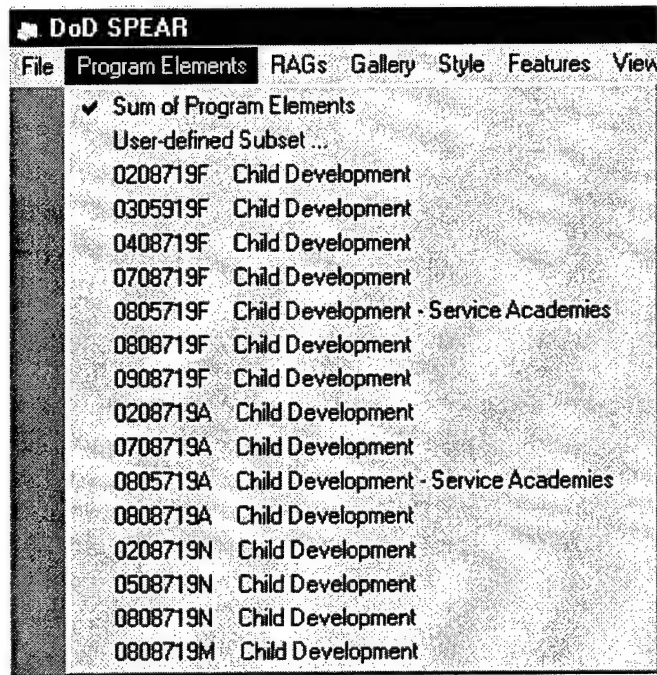 DoD SPEAR
File Program Elements RAGs Gallery Style Features View
✔ Sum of Program Elements
User-defined Subset ...
0208719F Child Development
0305919F Child Development
0408719F Child Development
0708719F Child Development
0805719F Child Development - Service Academies
0808719F Child Development
0908719F Child Development
0208719A Child Development
0708719A Child Development
0805719A Child Development - Service Academies
0808719A Child Development
0208719N Child Development
0508719N Child Development
0808719N Child Development
0808719M Child Development